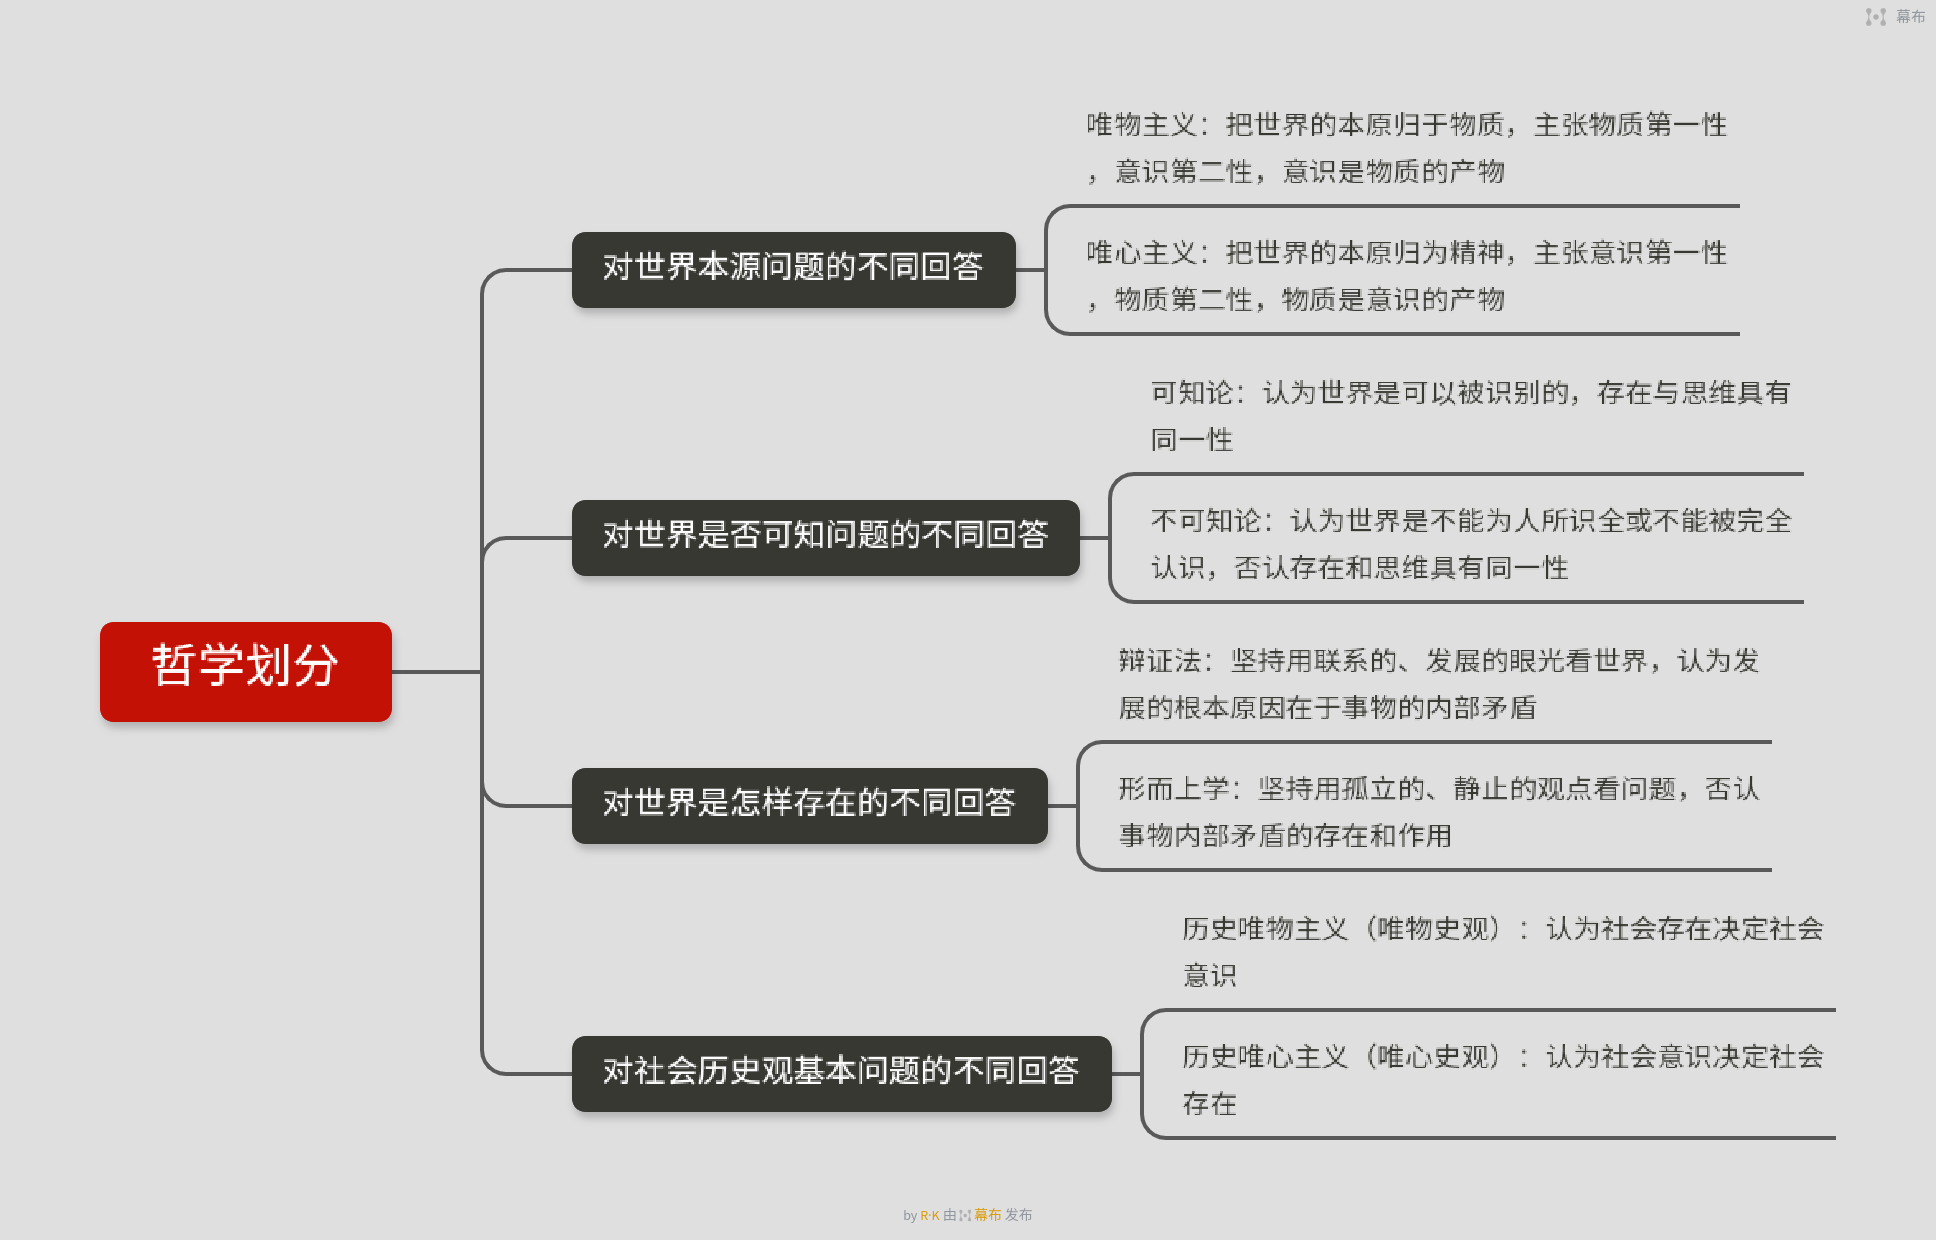 幕布
哲学划分
对世界本源问题的不同回答
唯物主义：把世界的本原归于物质，主张物质第一性
，意识第二性，意识是物质的产物
唯心主义：把世界的本原归为精神，主张意识第一性
，物质第二性，物质是意识的产物
对世界是否可知问题的不同回答
可知论：认为世界是可以被识别的，存在与思维具有
同一性
不可知论：认为世界是不能为人所识全或不能被完全
认识，否认存在和思维具有同一性
对世界是怎样存在的不同回答
辩证法：坚持用联系的、发展的眼光看世界，认为发
展的根本原因在于事物的内部矛盾
形而上学：坚持用孤立的、静止的观点看问题，否认
事物内部矛盾的存在和作用
对社会历史观基本问题的不同回答
历史唯物主义（唯物史观）：认为社会存在决定社会
意识
历史唯心主义（唯心史观）：认为社会意识决定社会
存在
by R·K 由 幕布 发布